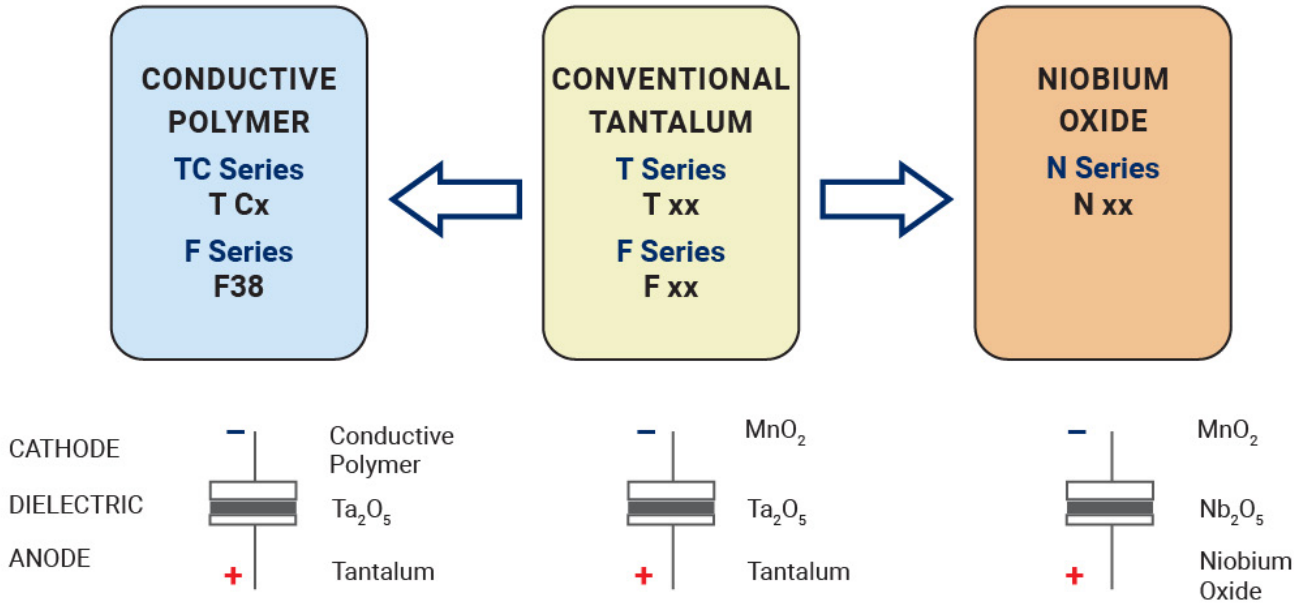 CONDUCTIVE
POLYMER
TC Series
T Cx
F Series
F38
CONVENTIONAL
TANTALUM
T Series
T xx
F Series
F xx
NIOBIUM
OXIDE
N Series
N xx
CATHODE
DIELECTRIC
ANODE
−
Conductive
Polymer
Ta₂O₅
+
Tantalum
−
MnO₂
Ta₂O₅
+
Tantalum
−
MnO₂
Nb₂O₅
+
Niobium
Oxide